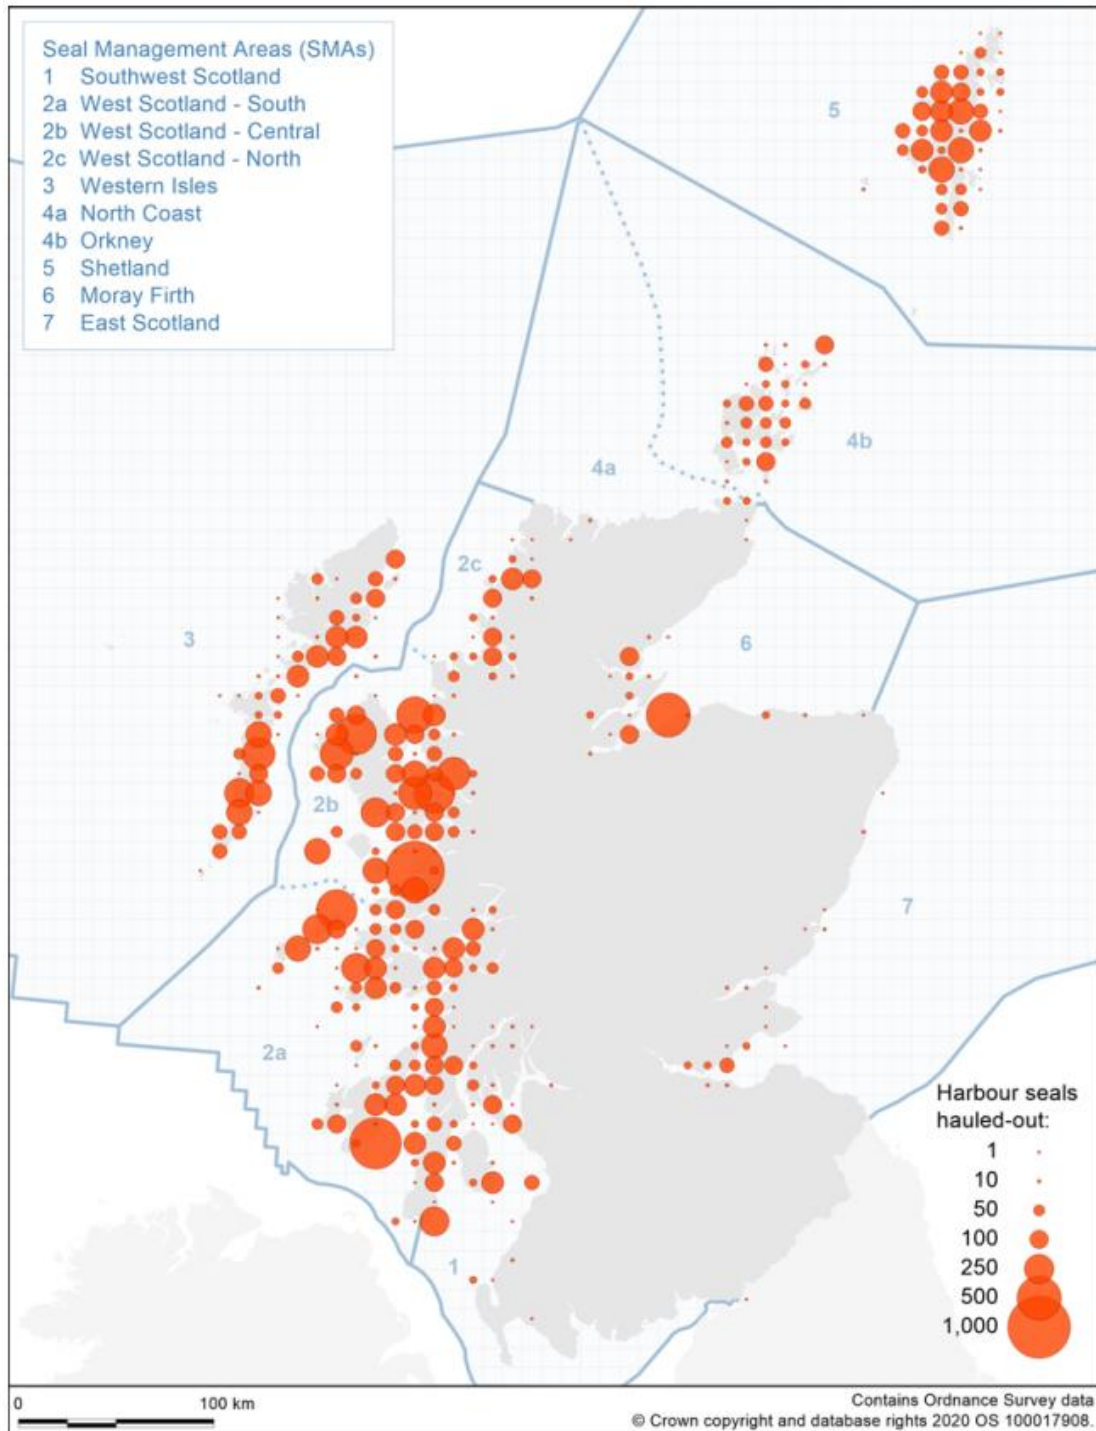 Seal Management Areas (SMAs)
1 Southwest Scotland
2a West Scotland - South
2b West Scotland - Central
2c West Scotland - North
3 Western Isles
4a North Coast
4b Orkney
5 Shetland
6 Moray Firth
7 East Scotland
5
4b
4a
2c
3
6
2b
7
2a
1
Harbour seals
hauled-out:
1
10
50
100
250
500
1,000
0 100 km
Contains Ordnance Survey data
© Crown copyright and database rights 2020 OS 100017908.